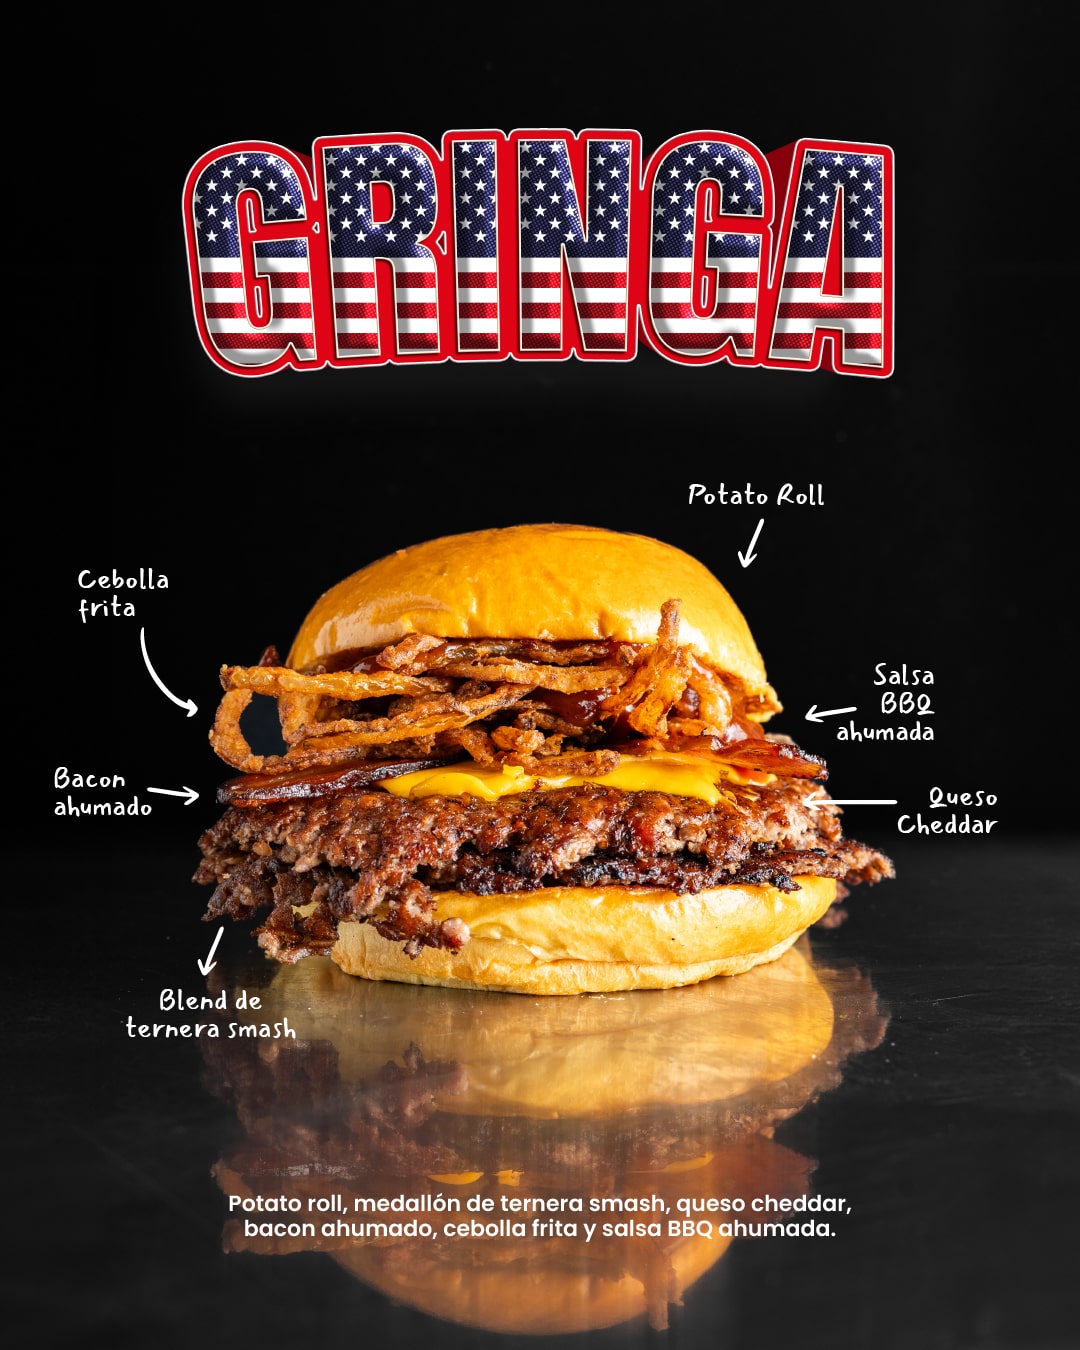 GRINGA
Potato Roll
Cebolla
frita
Salsa
BBQ
ahumada
Bacon
ahumado
Queso
Cheddar
Blend de
ternera smash
Potato roll, medallón de ternera smash, queso cheddar,
bacon ahumado, cebolla frita y salsa BBQ ahumada.